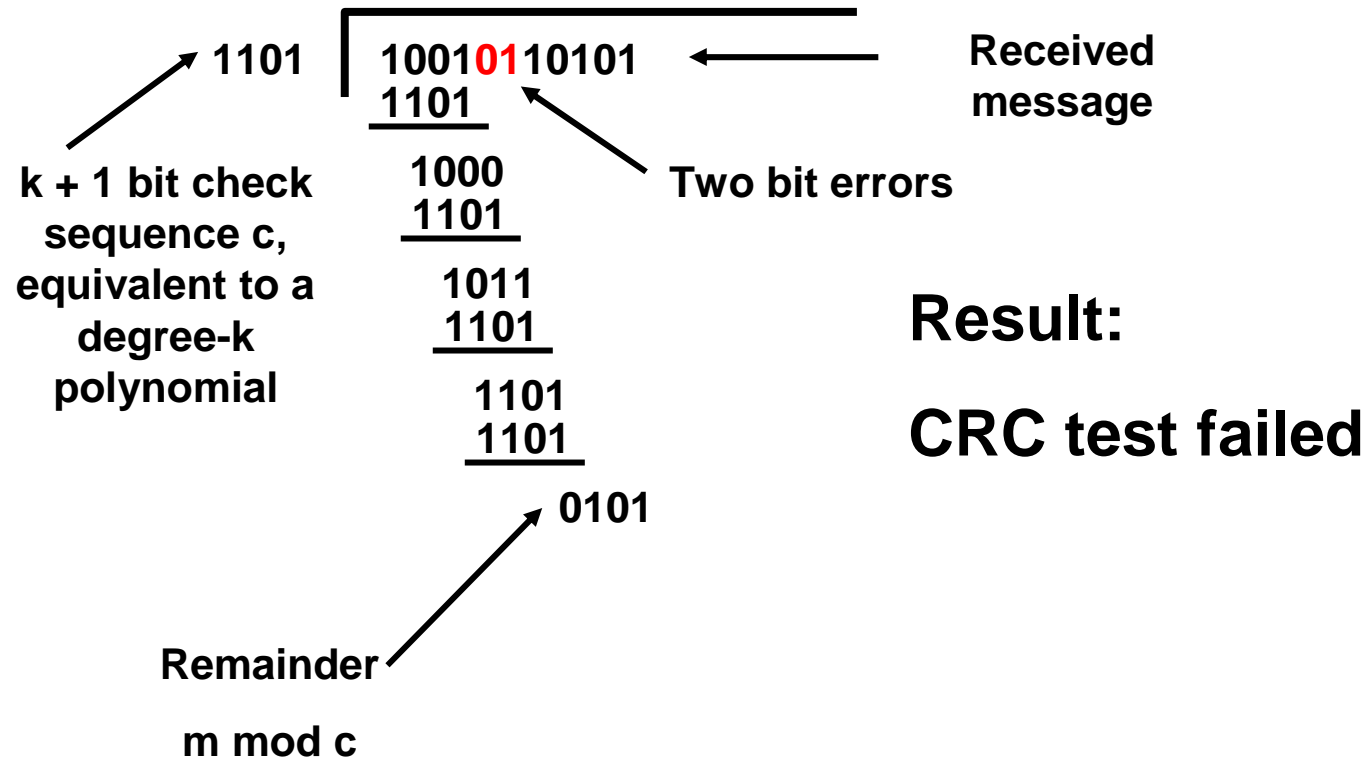 1101
10010110101
Received
message
1101
k + 1 bit check
sequence c,
equivalent to a
degree-k
polynomial
1000
1101
Two bit errors
1011
1101
1101
1101
0101
Result:
CRC test failed
Remainder
m mod c